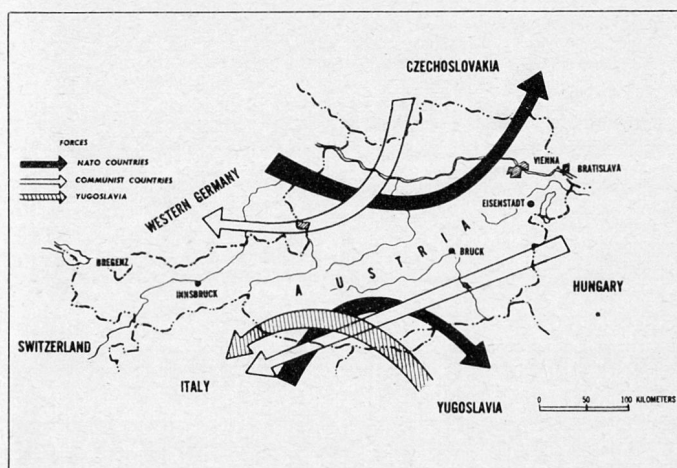 CZECHOSLOVAKIA
FORCES
NATO COUNTRIES
COMMUNIST COUNTRIES
YUGOSLAVIA
WESTERN GERMANY
VIENNA
BRATISLAVA
EISENSTADT
AUSTRIA
BRUCK
BREGENZ
INNSBRUCK
HUNGARY
SWITZERLAND
ITALY
YUGOSLAVIA
0 50 100 KILOMETERS